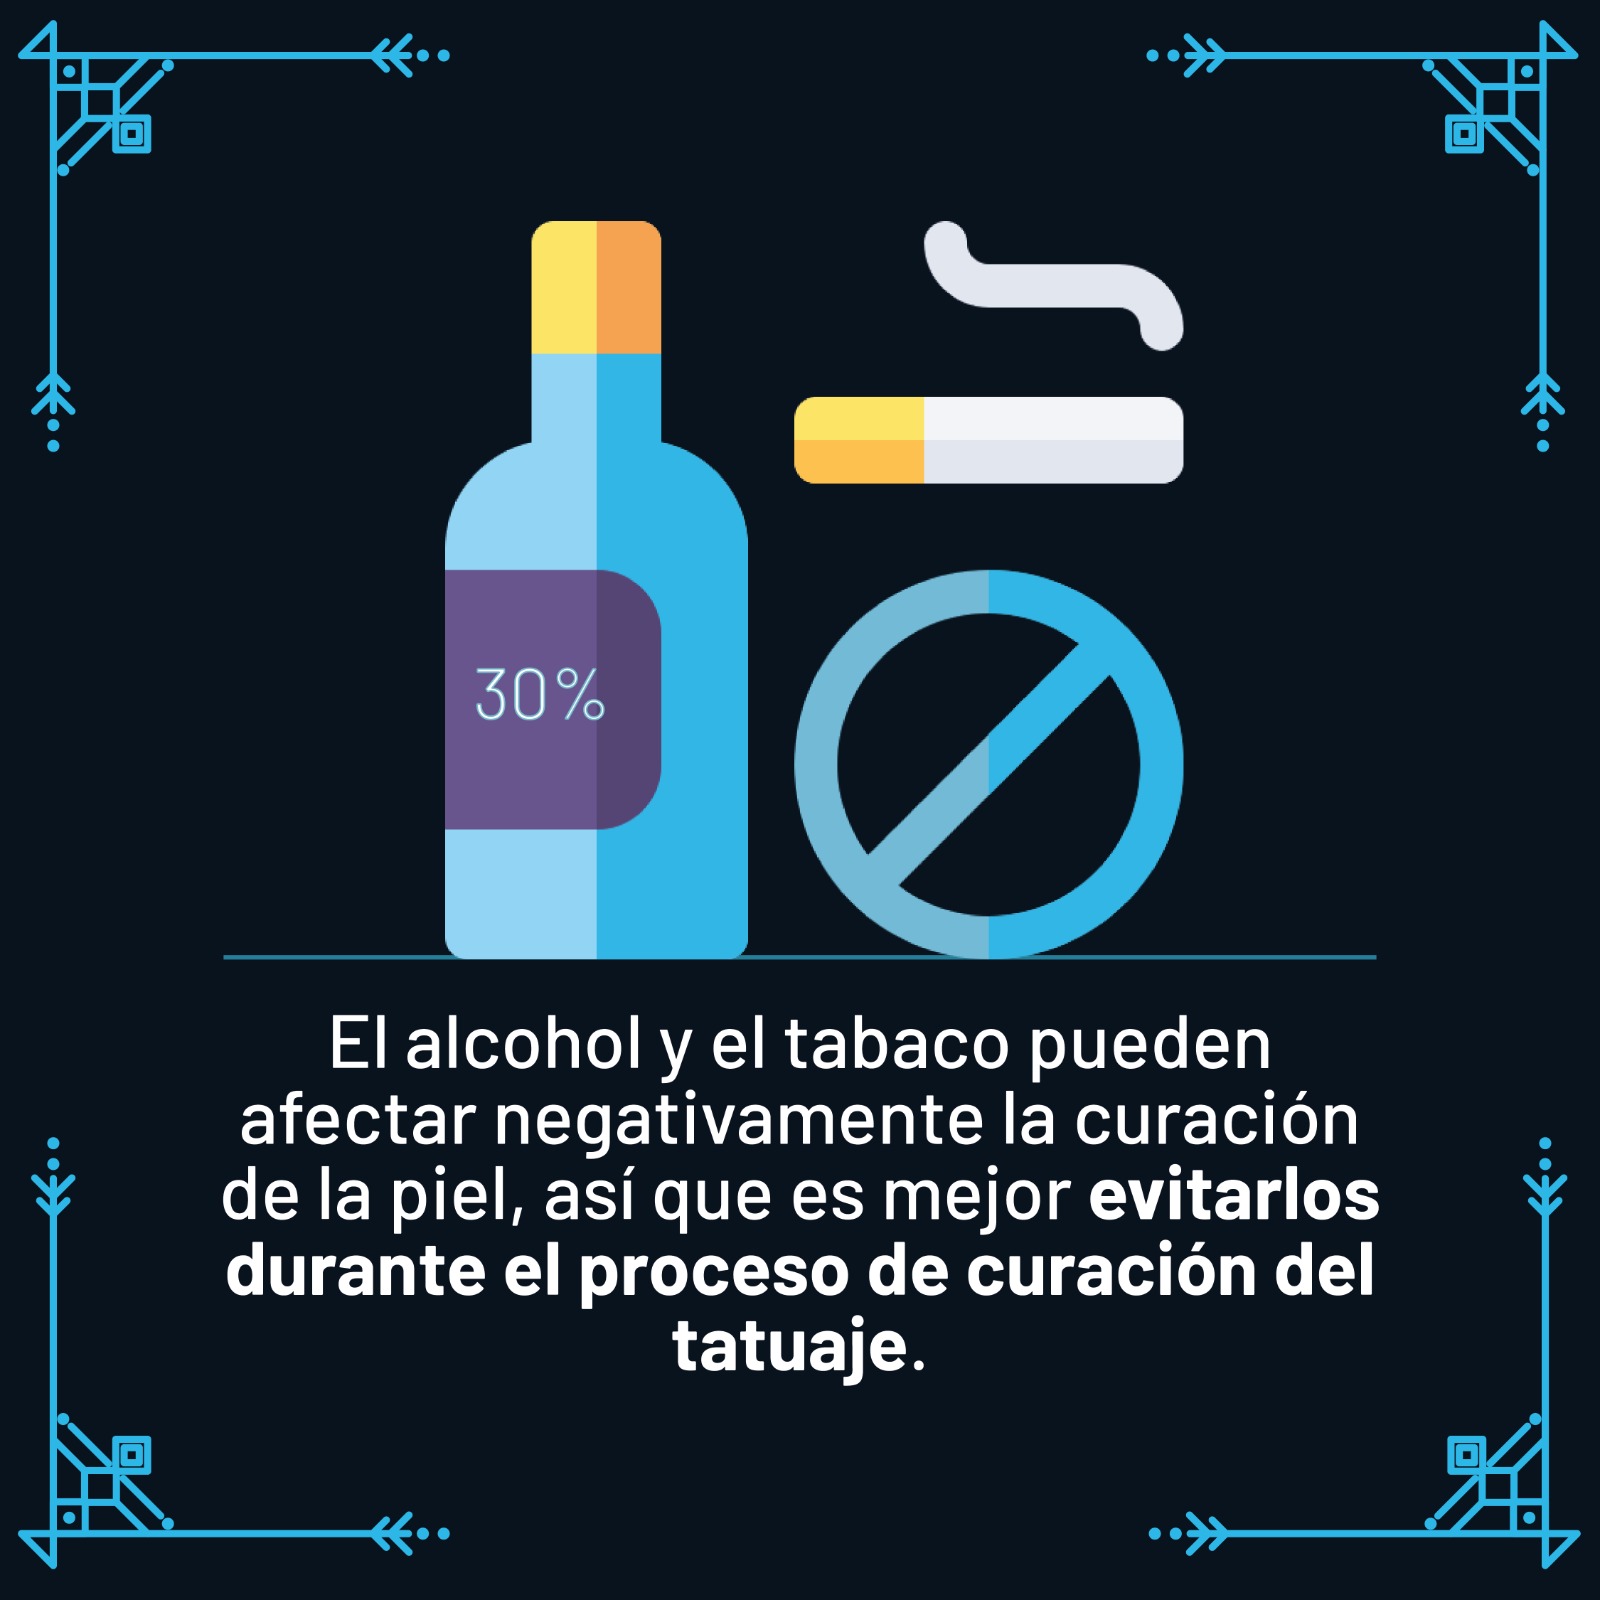 30%
El alcohol y el tabaco pueden
afectar negativamente la curación
de la piel, así que es mejor evitarlos
durante el proceso de curación del
tatuaje.